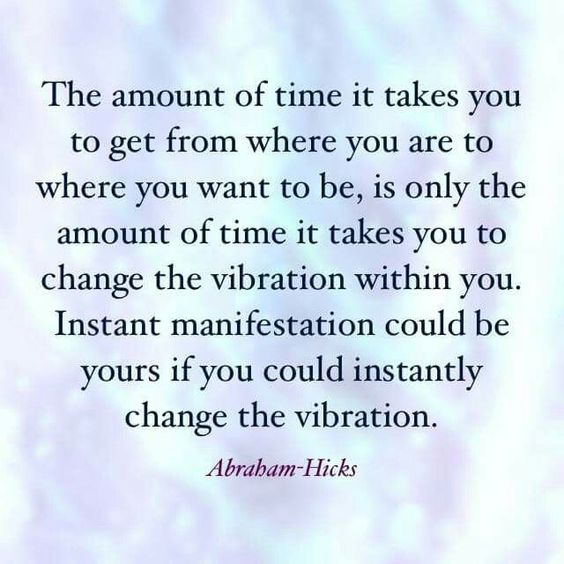 The amount of time it takes you
to get from where you are to
where you want to be, is only the
amount of time it takes you to
change the vibration within you.
Instant manifestation could be
yours if you could instantly
change the vibration.
Abraham-Hicks